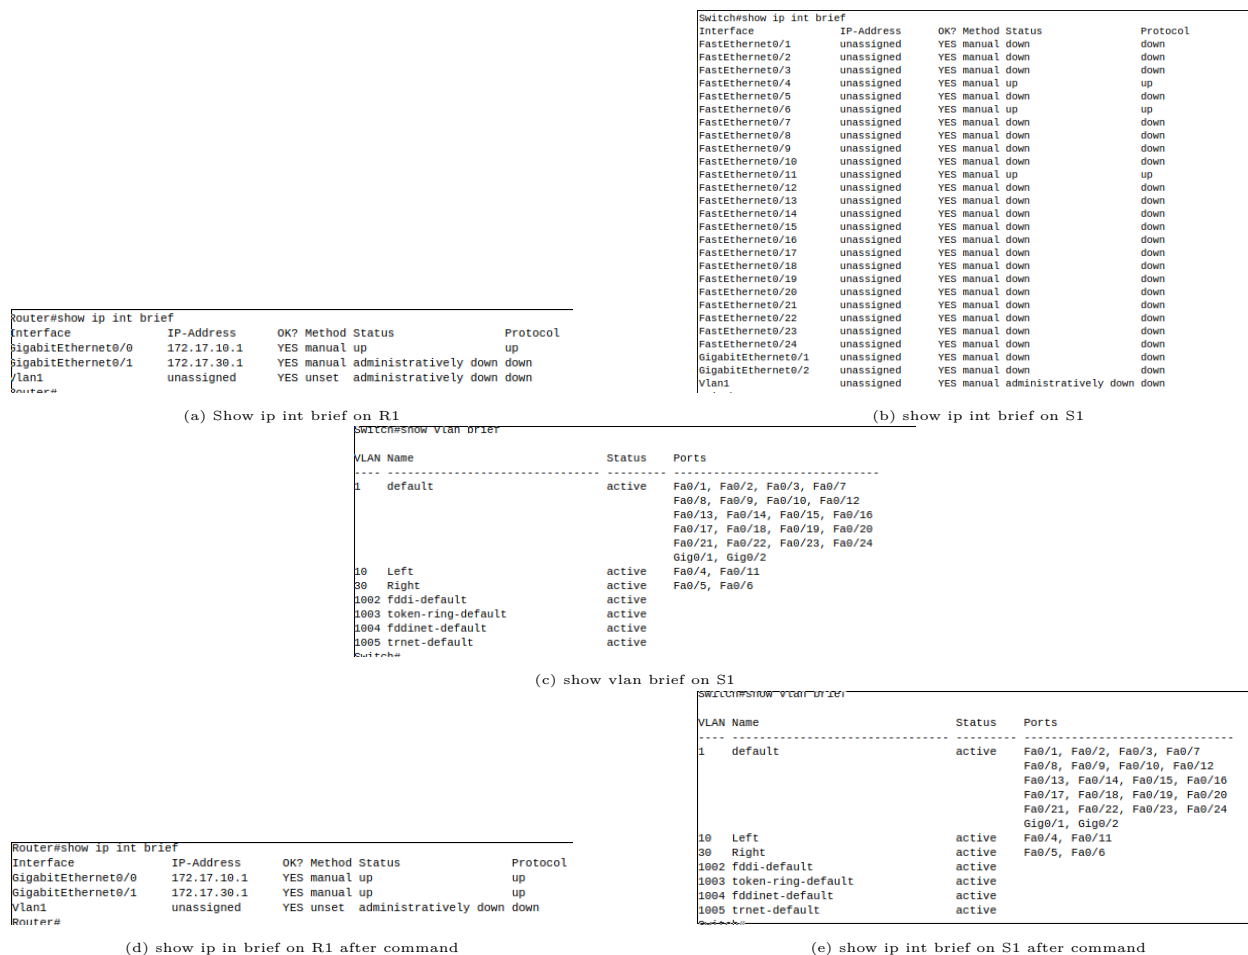 Router#show ip int brief
Interface IP-Address OK? Method Status Protocol
GigabitEthernet0/0 172.17.10.1 YES manual up up
GigabitEthernet0/1 172.17.30.1 YES manual administratively down down
Vlan1 unassigned YES unset administratively down down
Router#
(a) Show ip int brief on R1
Switch#show ip int brief
Interface IP-Address OK? Method Status Protocol
FastEthernet0/1 unassigned YES manual down down
FastEthernet0/2 unassigned YES manual down down
FastEthernet0/3 unassigned YES manual down down
FastEthernet0/4 unassigned YES manual up up
FastEthernet0/5 unassigned YES manual down down
FastEthernet0/6 unassigned YES manual up up
FastEthernet0/7 unassigned YES manual down down
FastEthernet0/8 unassigned YES manual down down
FastEthernet0/9 unassigned YES manual down down
FastEthernet0/10 unassigned YES manual down down
FastEthernet0/11 unassigned YES manual up up
FastEthernet0/12 unassigned YES manual down down
FastEthernet0/13 unassigned YES manual down down
FastEthernet0/14 unassigned YES manual down down
FastEthernet0/15 unassigned YES manual down down
FastEthernet0/16 unassigned YES manual down down
FastEthernet0/17 unassigned YES manual down down
FastEthernet0/18 unassigned YES manual down down
FastEthernet0/19 unassigned YES manual down down
FastEthernet0/20 unassigned YES manual down down
FastEthernet0/21 unassigned YES manual down down
FastEthernet0/22 unassigned YES manual down down
FastEthernet0/23 unassigned YES manual down down
FastEthernet0/24 unassigned YES manual down down
GigabitEthernet0/1 unassigned YES manual down down
GigabitEthernet0/2 unassigned YES manual down down
Vlan1 unassigned YES manual administratively down down
(b) show ip int brief on S1
Switch#show vlan brief
VLAN Name Status Ports
---- -------------------------------- --------- -------------------------------
1 default active Fa0/1, Fa0/2, Fa0/3, Fa0/7
Fa0/8, Fa0/9, Fa0/10, Fa0/12
Fa0/13, Fa0/14, Fa0/15, Fa0/16
Fa0/17, Fa0/18, Fa0/19, Fa0/20
Fa0/21, Fa0/22, Fa0/23, Fa0/24
Gig0/1, Gig0/2
10 Left active Fa0/4, Fa0/11
30 Right active Fa0/5, Fa0/6
1002 fddi-default active
1003 token-ring-default active
1004 fddinet-default active
1005 trnet-default active
Switch#
(c) show vlan brief on S1
Router#show ip int brief
Interface IP-Address OK? Method Status Protocol
GigabitEthernet0/0 172.17.10.1 YES manual up up
GigabitEthernet0/1 172.17.30.1 YES manual up up
Vlan1 unassigned YES unset administratively down down
Router#
(d) show ip in brief on R1 after command
Switch#show vlan brief
VLAN Name Status Ports
---- -------------------------------- --------- -------------------------------
1 default active Fa0/1, Fa0/2, Fa0/3, Fa0/7
Fa0/8, Fa0/9, Fa0/10, Fa0/12
Fa0/13, Fa0/14, Fa0/15, Fa0/16
Fa0/17, Fa0/18, Fa0/19, Fa0/20
Fa0/21, Fa0/22, Fa0/23, Fa0/24
Gig0/1, Gig0/2
10 Left active Fa0/4, Fa0/11
30 Right active Fa0/5, Fa0/6
1002 fddi-default active
1003 token-ring-default active
1004 fddinet-default active
1005 trnet-default active
Switch#
(e) show ip int brief on S1 after command